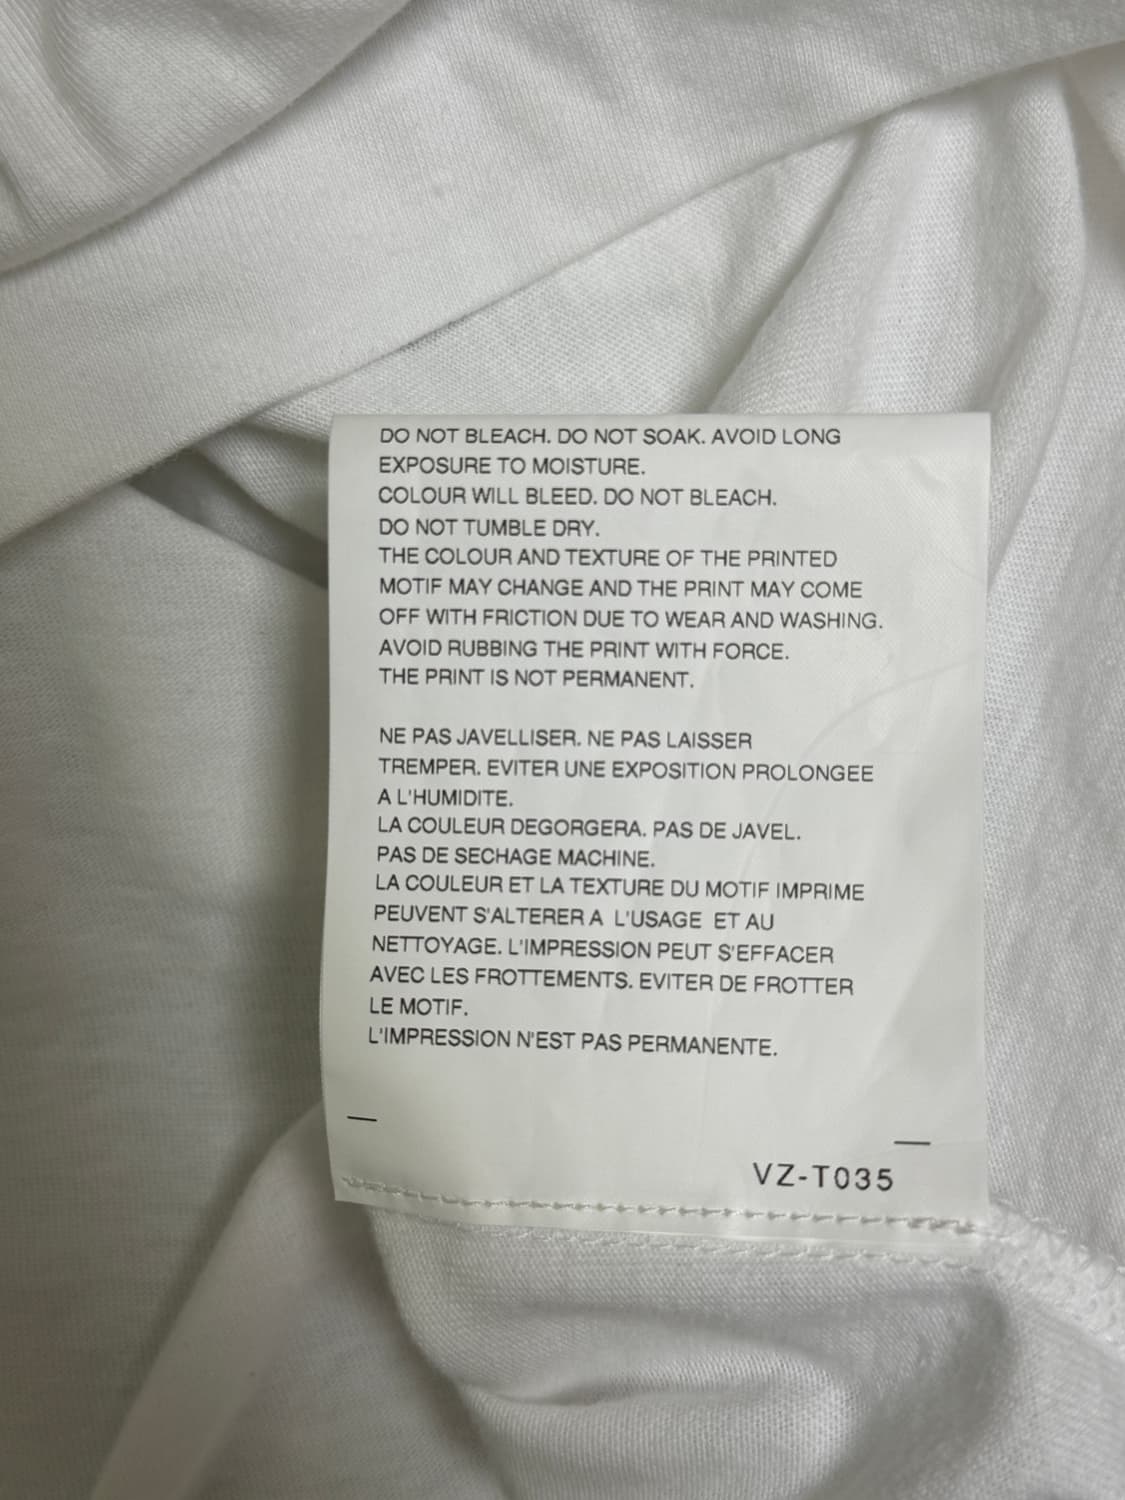 DO NOT BLEACH. DO NOT SOAK. AVOID LONG
EXPOSURE TO MOISTURE.
COLOUR WILL BLEED. DO NOT BLEACH.
DO NOT TUMBLE DRY.
THE COLOUR AND TEXTURE OF THE PRINTED
MOTIF MAY CHANGE AND THE PRINT MAY COME
OFF WITH FRICTION DUE TO WEAR AND WASHING.
AVOID RUBBING THE PRINT WITH FORCE.
THE PRINT IS NOT PERMANENT.
NE PAS JAVELLISER. NE PAS LAISSER
TREMPER. EVITER UNE EXPOSITION PROLONGEE
A L'HUMIDITE.
LA COULEUR DEGORGERA. PAS DE JAVEL.
PAS DE SECHAGE MACHINE.
LA COULEUR ET LA TEXTURE DU MOTIF IMPRIME
PEUVENT S'ALTERER A L'USAGE ET AU
NETTOYAGE. L'IMPRESSION PEUT S'EFFACER
AVEC LES FROTTEMENTS. EVITER DE FROTTER
LE MOTIF.
L'IMPRESSION N'EST PAS PERMANENTE.
VZ-T035